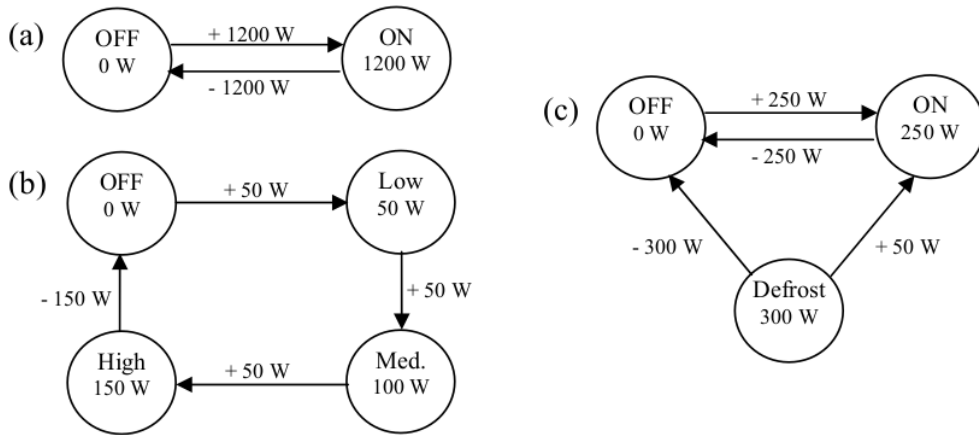 (a)
OFF
0 W
+ 1200 W
- 1200 W
ON
1200 W
(b)
OFF
0 W
+ 50 W
Low
50 W
+ 50 W
Med.
100 W
+ 50 W
High
150 W
- 150 W
(c)
OFF
0 W
+ 250 W
- 250 W
ON
250 W
- 300 W
+ 50 W
Defrost
300 W